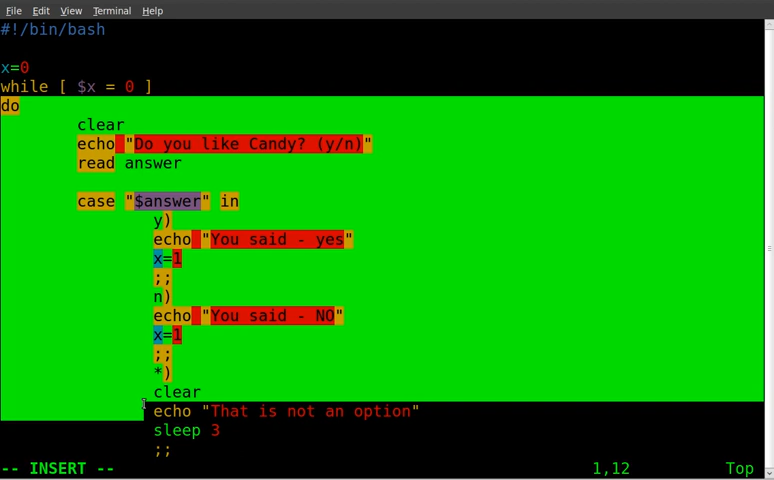 File Edit View Terminal Help
#!/bin/bash
x=0
while [ $x = 0 ]
do
clear
echo "Do you like Candy? (y/n)"
read answer
case "$answer" in
y)
echo "You said - yes"
x=1
;;
n)
echo "You said - NO"
x=1
;;
*)
clear
echo "That is not an option"
sleep 3
;;
-- INSERT -- 1,12 Top